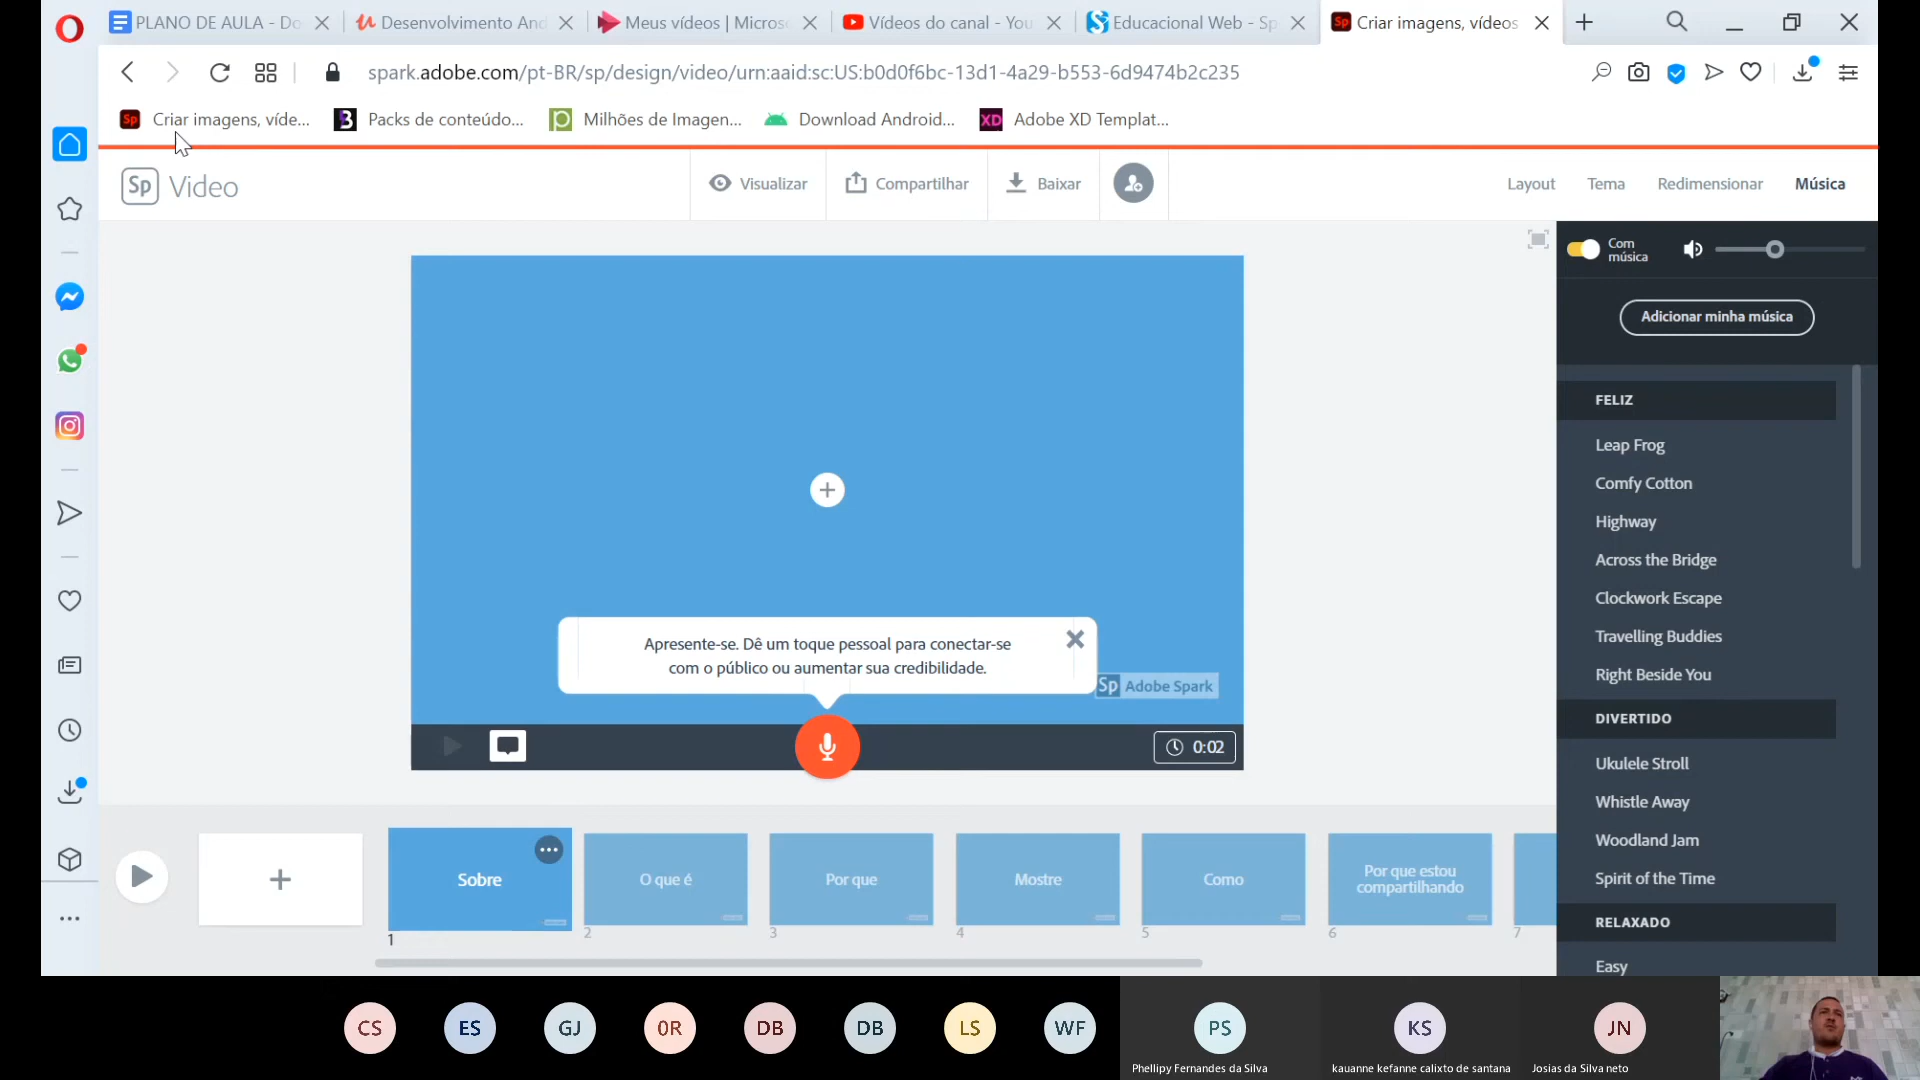 PLANO DE AULA - Do
Desenvolvimento And
Meus vídeos | Micros
Vídeos do canal - You
Educacional Web - Sp
Sp Criar imagens, vídeos
spark.adobe.com/pt-BR/sp/design/video/urn:aaid:sc:US:b0d0f6bc-13d1-4a29-b553-6d9474b2c235
Sp Criar imagens, víde...
Packs de conteúdo...
Milhões de Imagen...
Download Android...
XD Adobe XD Templat...
Sp Video
Visualizar
Compartilhar
Baixar
Layout
Tema
Redimensionar
Música
Com
música
Adicionar minha música
FELIZ
Leap Frog
Comfy Cotton
Highway
Across the Bridge
Clockwork Escape
Travelling Buddies
Right Beside You
DIVERTIDO
Ukulele Stroll
Whistle Away
Woodland Jam
Spirit of the Time
RELAXADO
Easy
Apresente-se. Dê um toque pessoal para conectar-se
com o público ou aumentar sua credibilidade.
Sp Adobe Spark
0:02
Sobre
O que é
Por que
Mostre
Como
Por que estou
compartilhando
1
2
3
4
5
6
7
CS
ES
GJ
0R
DB
DB
LS
WF
PS
KS
JN
Phellipy Fernandes da Silva
kauanne kefanne calixto de santana
Josias da Silva neto